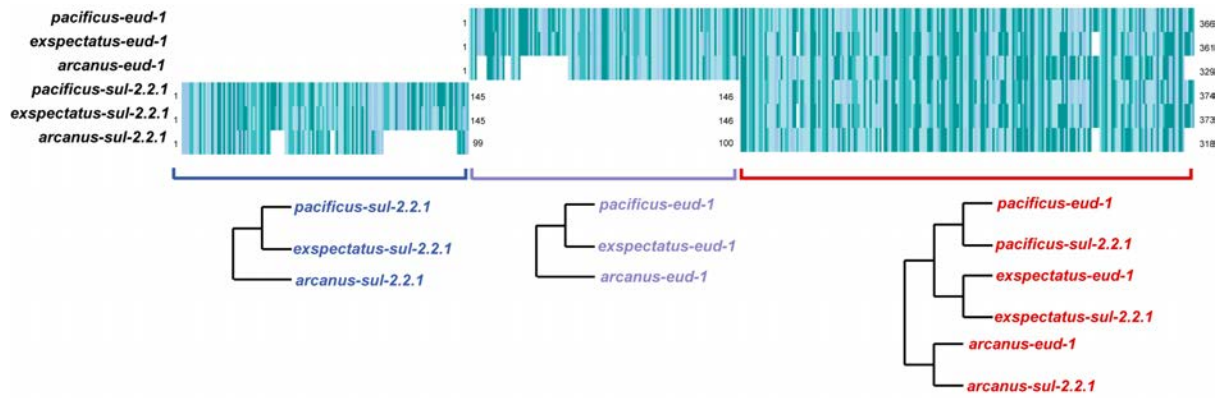 pacificus-eud-1 1 366
exspectatus-eud-1 1 361
arcanus-eud-1 1 329
pacificus-sul-2.2.1 1 145 146 374
exspectatus-sul-2.2.1 1 145 146 373
arcanus-sul-2.2.1 1 99 100 318
pacificus-sul-2.2.1
exspectatus-sul-2.2.1
arcanus-sul-2.2.1
pacificus-eud-1
exspectatus-eud-1
arcanus-eud-1
pacificus-eud-1
pacificus-sul-2.2.1
exspectatus-eud-1
exspectatus-sul-2.2.1
arcanus-eud-1
arcanus-sul-2.2.1